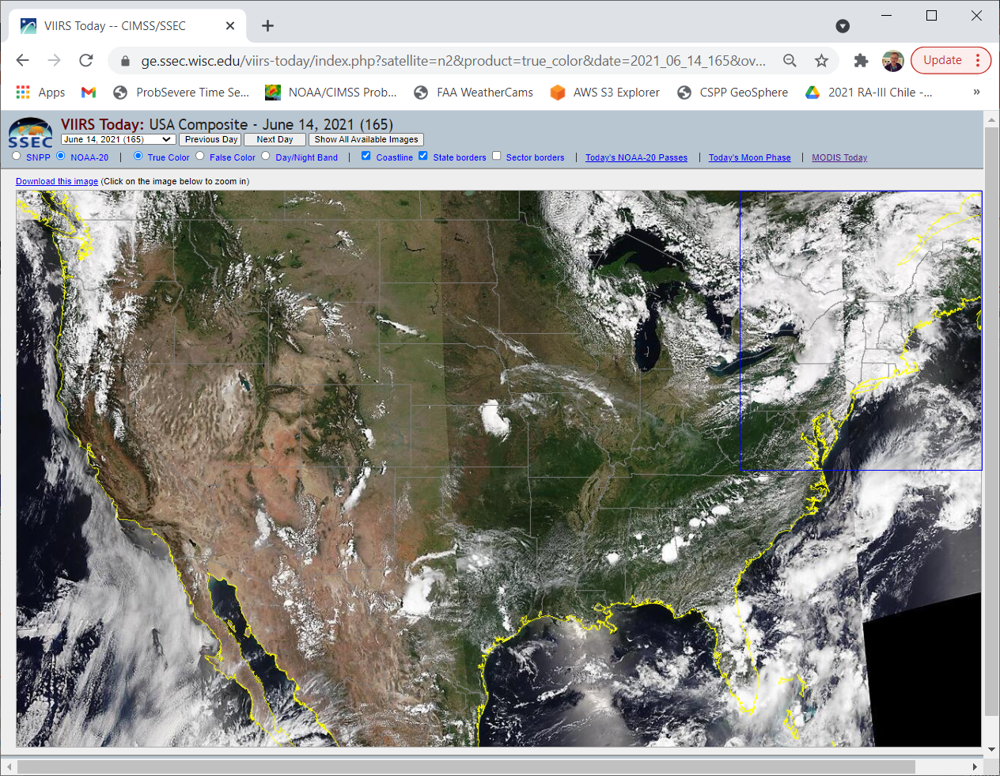 VIIRS Today -- CIMSS/SSEC
ge.ssec.wisc.edu/viirs-today/index.php?satellite=n2&product=true_color&date=2021_06_14_165&ov...
Update
Apps
ProbSevere Time Se...
NOAA/CIMSS Prob...
FAA WeatherCams
AWS S3 Explorer
CSPP GeoSphere
2021 RA-III Chile -...
»
SSEC
VIIRS Today: USA Composite - June 14, 2021 (165)
June 14, 2021 (165)
Previous Day
Next Day
Show All Available Images
SNPP NOAA-20 | True Color False Color Day/Night Band | Coastline State borders Sector borders | Today's NOAA-20 Passes | Today's Moon Phase | MODIS Today
Download this image (Click on the image below to zoom in)